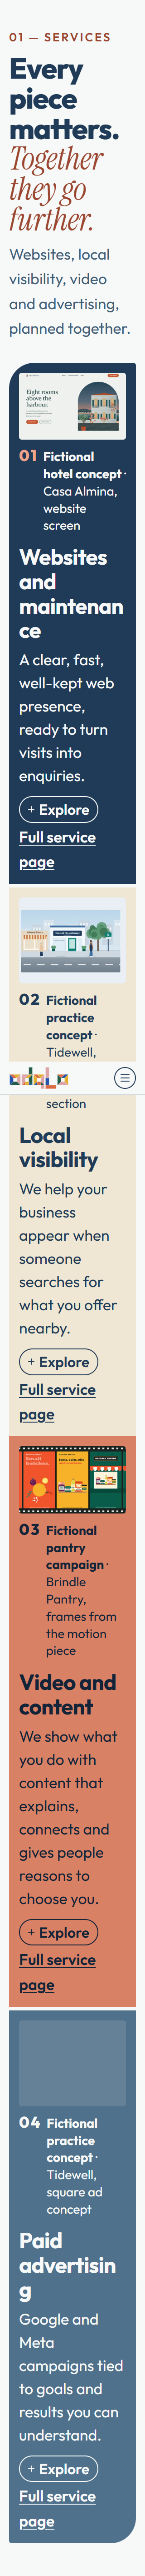 01 — SERVICES
Every
piece
matters.
Together
they go
further.
Websites, local
visibility, video
and advertising,
planned together.
Eight rooms
above the
harbour.
01 Fictional
hotel concept ·
Casa Almina,
website
screen
Websites
and
maintenan
ce
A clear, fast,
well-kept web
presence,
ready to turn
visits into
enquiries.
+ Explore
Full service
page
02 Fictional
practice
concept ·
Tidewell,
section
Local
visibility
We help your
business
appear when
someone
searches for
what you offer
nearby.
+ Explore
Full service
page
03 Fictional
pantry
campaign ·
Brindle
Pantry,
frames from
the motion
piece
Video and
content
We show what
you do with
content that
explains,
connects and
gives people
reasons to
choose you.
+ Explore
Full service
page
04 Fictional
practice
concept ·
Tidewell,
square ad
concept
Paid
advertisin
g
Google and
Meta
campaigns tied
to goals and
results you can
understand.
+ Explore
Full service
page